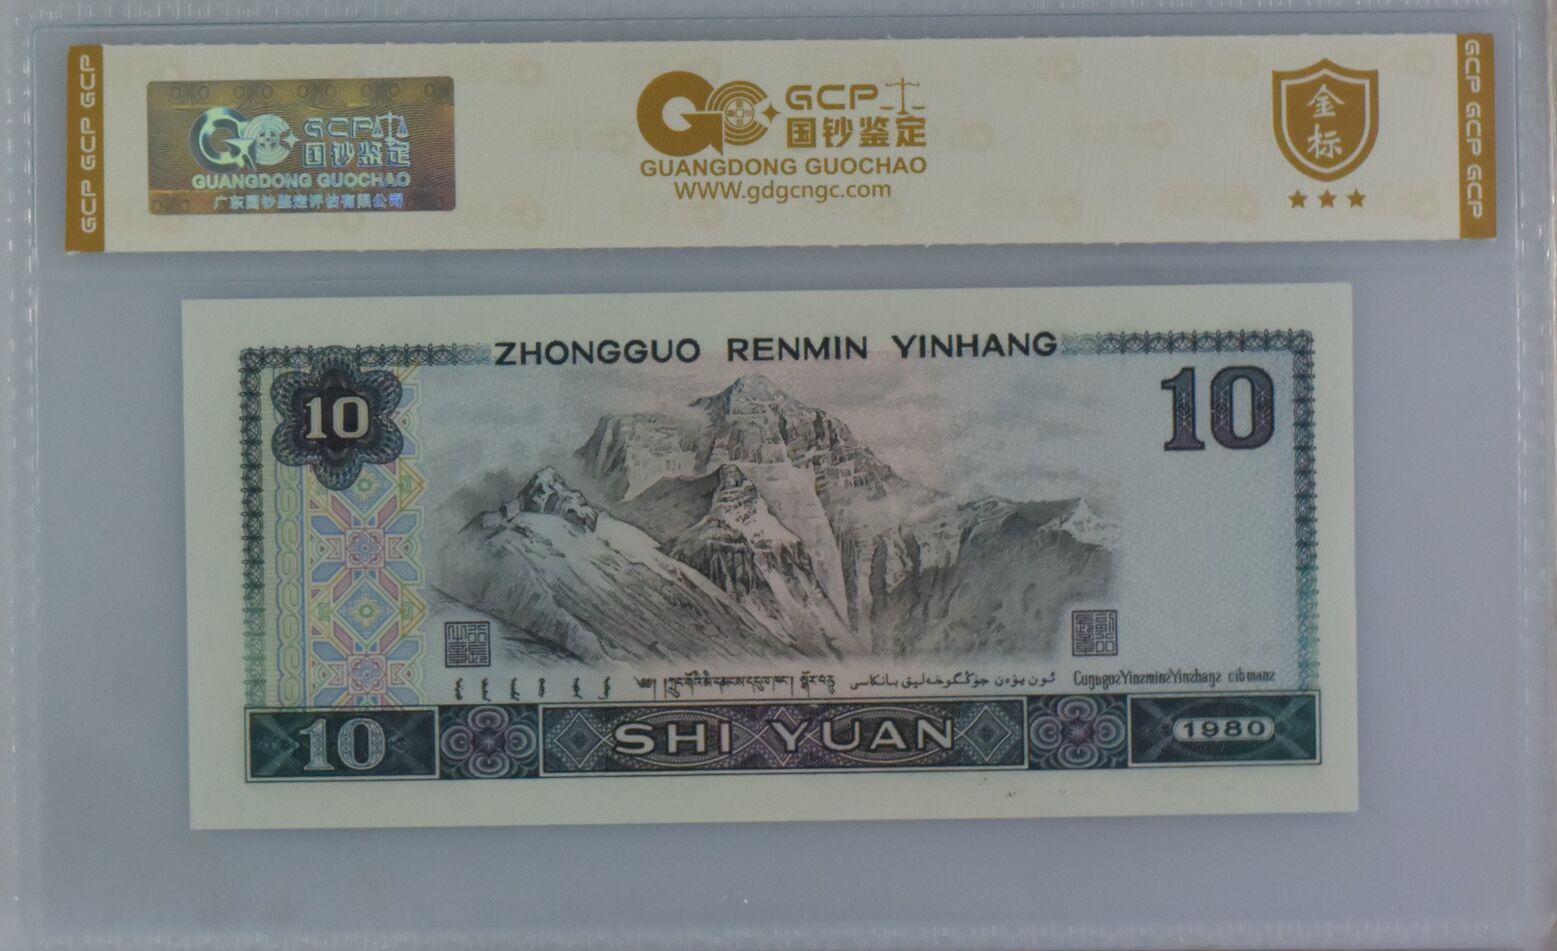 GCP GCP GCP
GCP
国钞鉴定
GUANGDONG GUOCHAO
广东国钞鉴定评估有限公司
GCP
国钞鉴定
GUANGDONG GUOCHAO
WWW.gdgcngc.com
金标
GCP GCP GCP
ZHONGGUO RENMIN YINHANG
10
10
10
SHI YUAN
1980